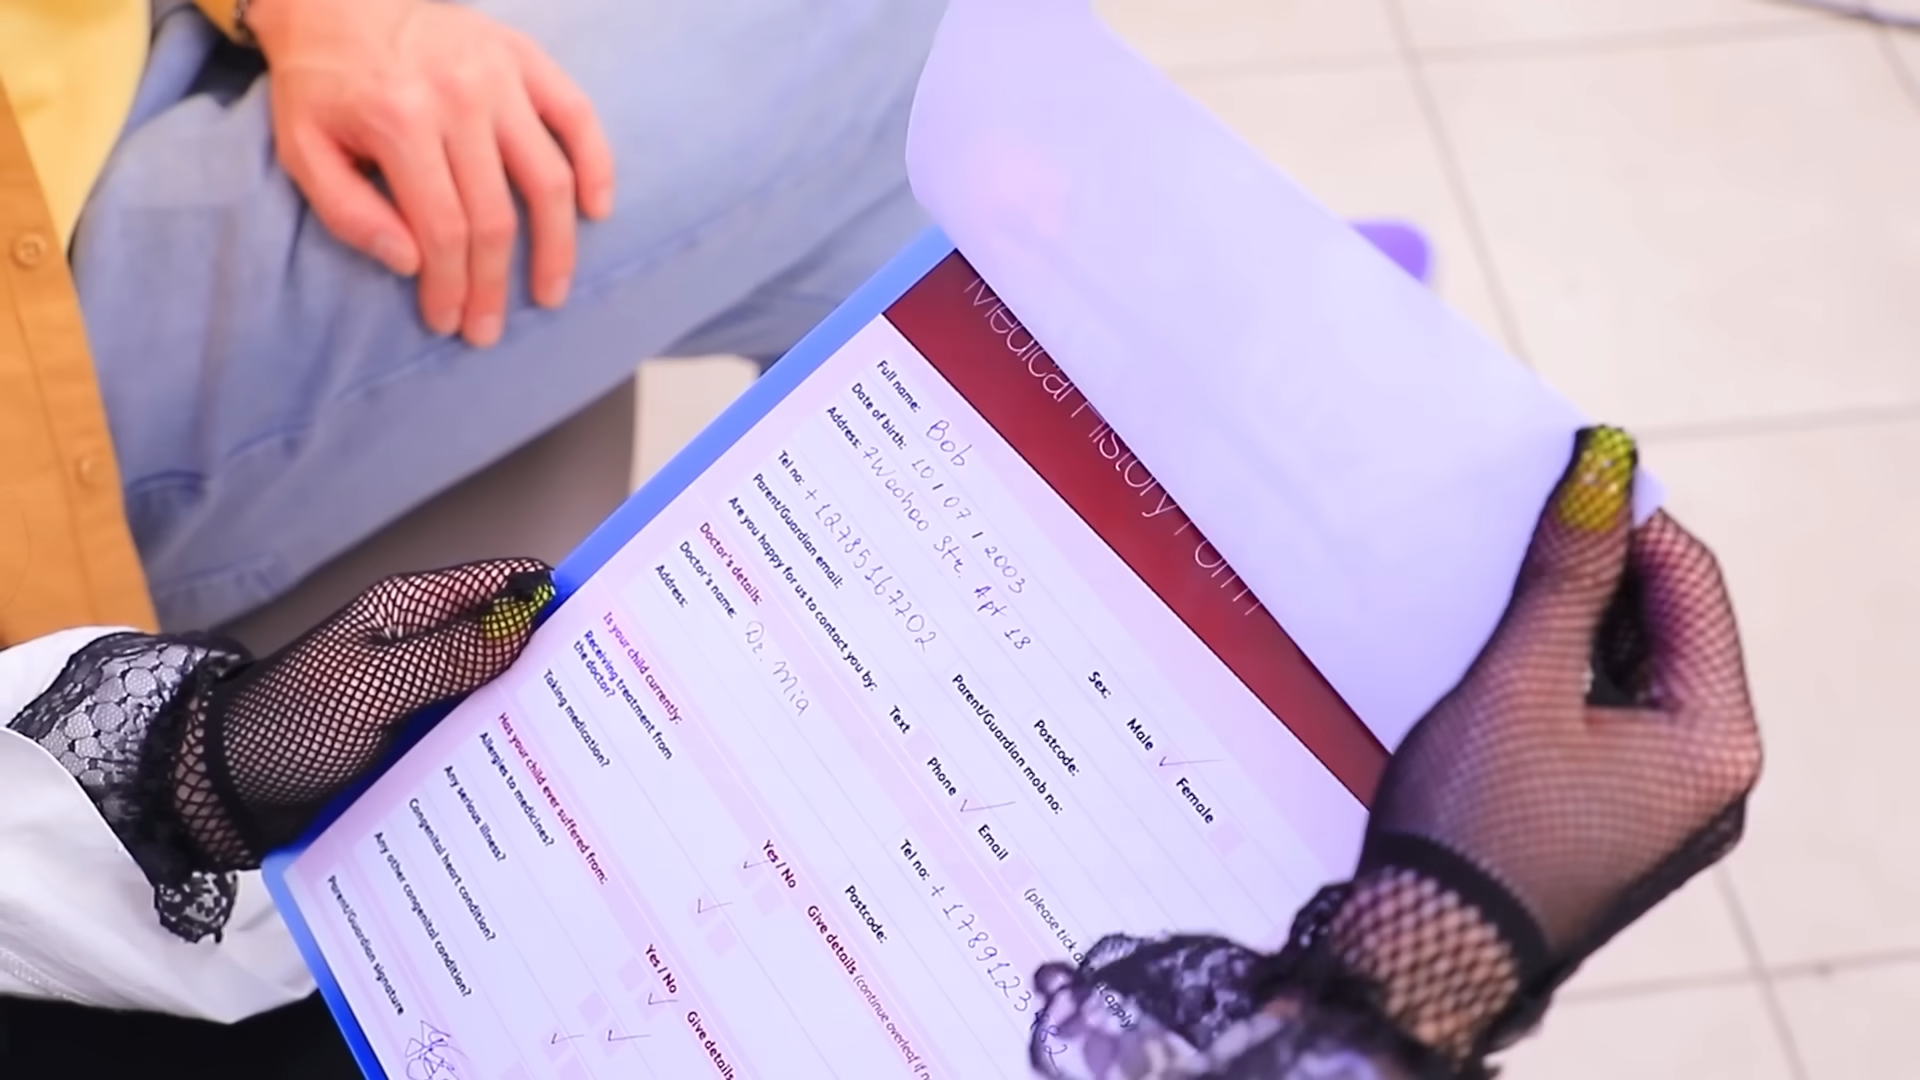 Medical History Form
Full name: Bob
Date of birth: 10 / 07 / 2003 Sex: Male Female
Address: 7 Waohao Str. Apt 18
Postcode:
Tel no: +12785167702 Parent/Guardian mob no:
Parent/Guardian email:
Are you happy for us to contact you by: Text Phone Email (please tick
Doctor's details:
Doctor's name: Dr. Mia Tel no: +1789123
Address: Postcode:
Is your child currently: Yes / No Give details (continue overleaf if
Receiving treatment from
the doctor?
Taking medication?
Has your child ever suffered from: Yes / No Give details
Allergies to medicines?
Any serious illness?
Congenital heart condition?
Any other congenital condition?
Parent/Guardian signature